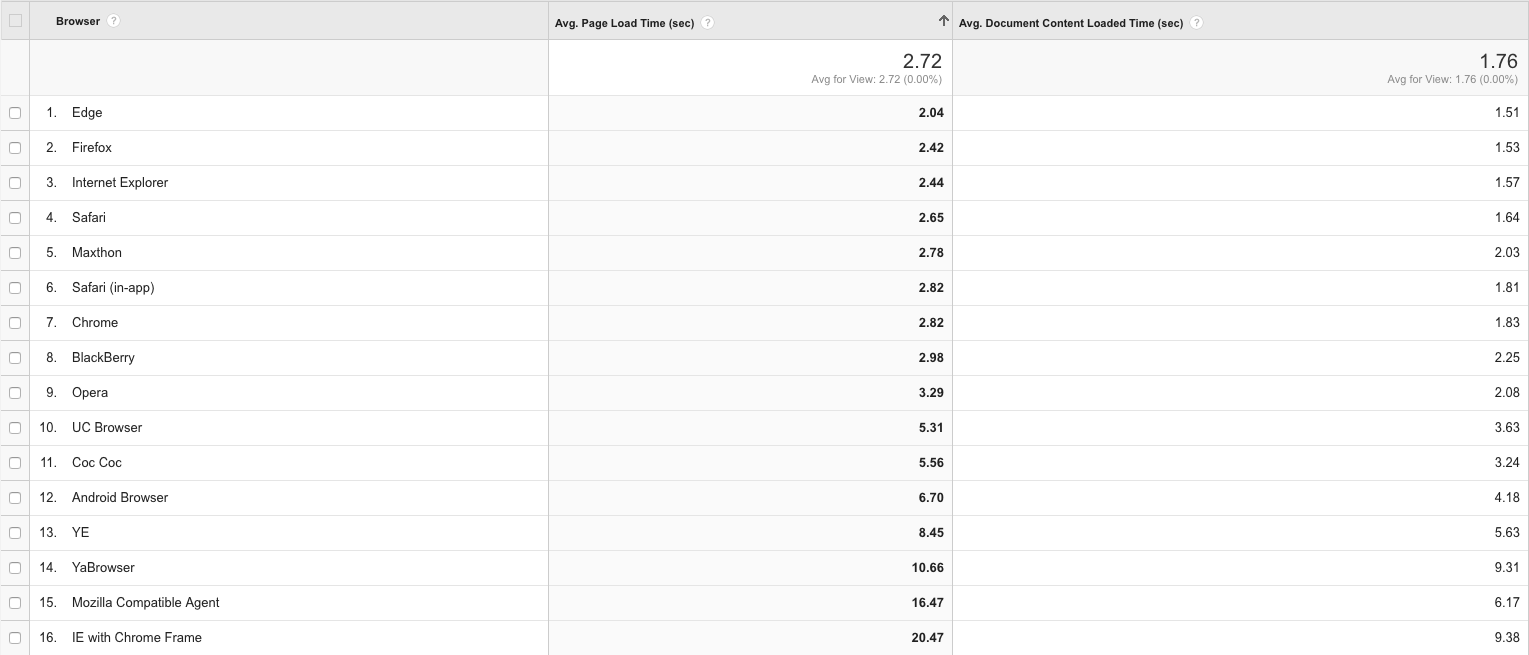 Browser ? Avg. Page Load Time (sec) ? ↑ Avg. Document Content Loaded Time (sec) ?
2.72 1.76
Avg for View: 2.72 (0.00%) Avg for View: 1.76 (0.00%)
1. Edge 2.04 1.51
2. Firefox 2.42 1.53
3. Internet Explorer 2.44 1.57
4. Safari 2.65 1.64
5. Maxthon 2.78 2.03
6. Safari (in-app) 2.82 1.81
7. Chrome 2.82 1.83
8. BlackBerry 2.98 2.25
9. Opera 3.29 2.08
10. UC Browser 5.31 3.63
11. Coc Coc 5.56 3.24
12. Android Browser 6.70 4.18
13. YE 8.45 5.63
14. YaBrowser 10.66 9.31
15. Mozilla Compatible Agent 16.47 6.17
16. IE with Chrome Frame 20.47 9.38